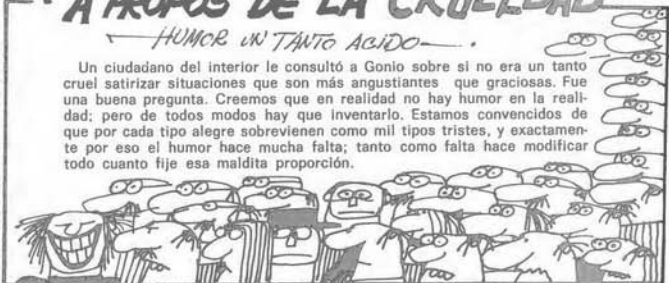 A PROPOS DE LA CRUELDAD
HUMOR UN TANTO ACIDO
Un ciudadano del interior le consultó a Gonio sobre si no era un tanto
cruel satirizar situaciones que son más angustiantes que graciosas. Fue
una buena pregunta. Creemos que en realidad no hay humor en la reali-
dad; pero de todos modos hay que inventarlo. Estamos convencidos de
que por cada tipo alegre sobrevienen como mil tipos tristes, y exactamen-
te por eso el humor hace mucha falta; tanto como falta hace modificar
todo cuanto fije esa maldita proporción.